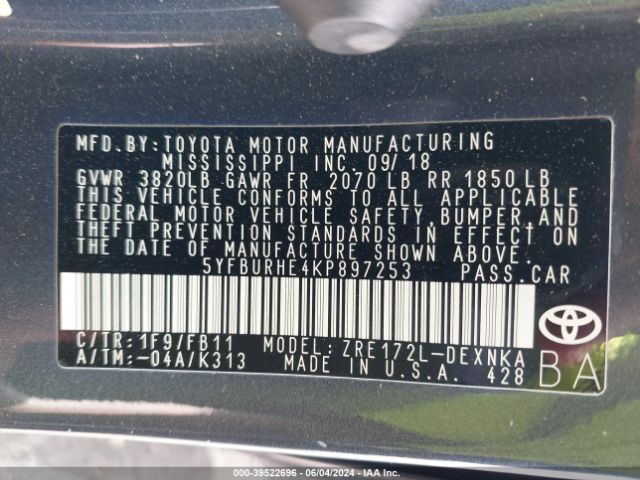 MFD. BY: TOYOTA MOTOR MANUFACTURING
MISSISSIPPI INC. 09/18
GVWR 3820LB GAWR FR 2070 LB RR 1850 LB
THIS VEHICLE CONFORMS TO ALL APPLICABLE
FEDERAL MOTOR VEHICLE SAFETY, BUMPER, AND
THEFT PREVENTION STANDARDS IN EFFECT ON
THE DATE OF MANUFACTURE SHOWN ABOVE.
5YFBURHE4KP897253 PASS. CAR
C/TR: 1F9/FB11 MODEL: ZRE172L-DEXNKA
A/TM: -04A/K313 MADE IN U.S.A. 428
BA
000-39522696 - 06/04/2024 - IAA Inc.